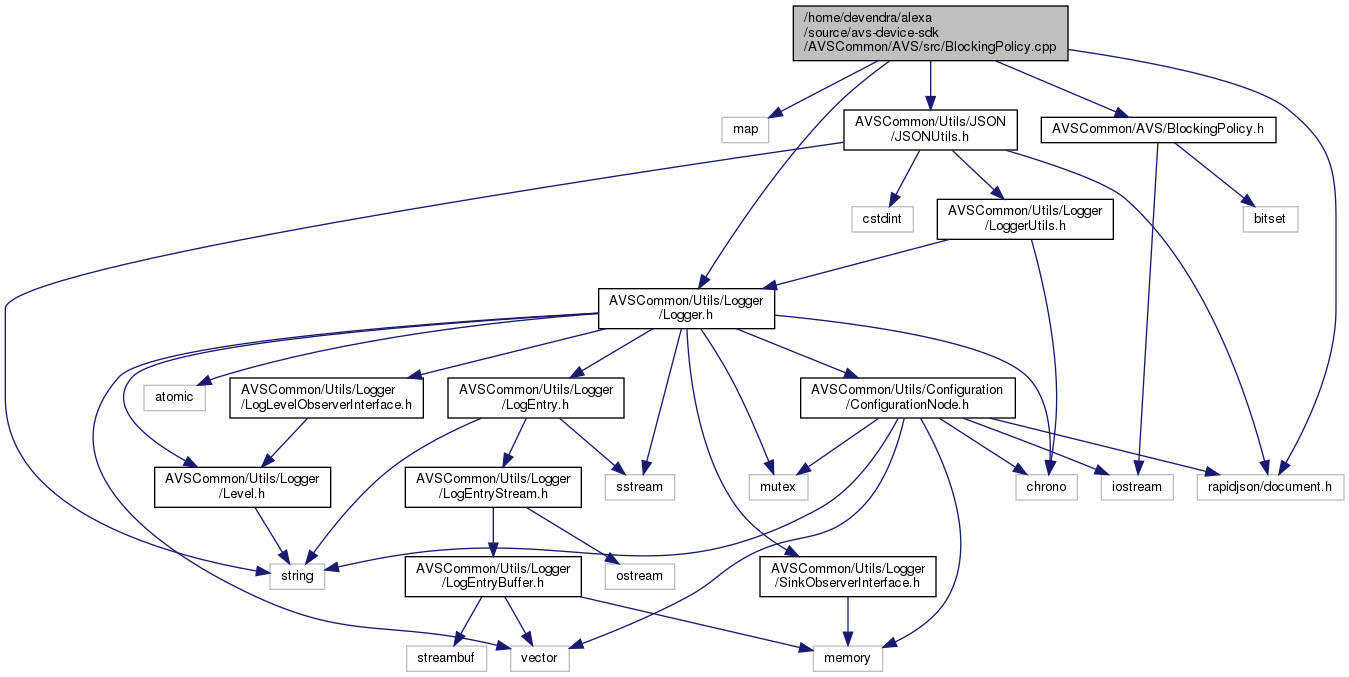 /home/devendra/alexa
/source/avs-device-sdk
/AVSCommon/AVS/src/BlockingPolicy.cpp
map
AVSCommon/Utils/JSON
/JSONUtils.h
AVSCommon/AVS/BlockingPolicy.h
cstdint
AVSCommon/Utils/Logger
/LoggerUtils.h
bitset
AVSCommon/Utils/Logger
/Logger.h
atomic
AVSCommon/Utils/Logger
/LogLevelObserverInterface.h
AVSCommon/Utils/Logger
/LogEntry.h
AVSCommon/Utils/Configuration
/ConfigurationNode.h
AVSCommon/Utils/Logger
/Level.h
AVSCommon/Utils/Logger
/LogEntryStream.h
sstream
mutex
chrono
iostream
rapidjson/document.h
string
AVSCommon/Utils/Logger
/LogEntryBuffer.h
ostream
AVSCommon/Utils/Logger
/SinkObserverInterface.h
streambuf
vector
memory